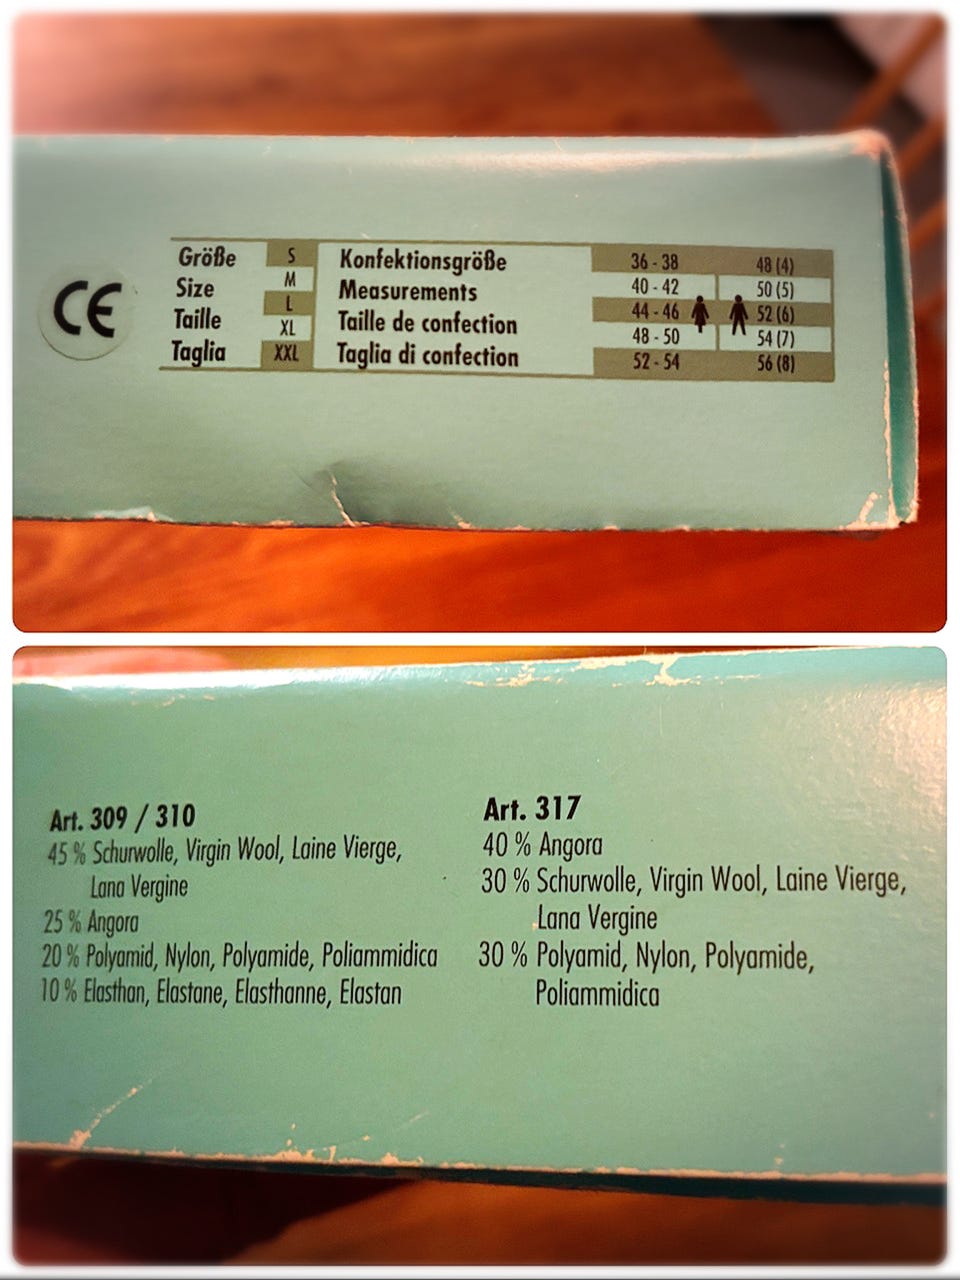 CE
Größe S Konfektionsgröße 36 - 38 48 (4)
Size M Measurements 40 - 42 50 (5)
Taille L Taille de confection 44 - 46 52 (6)
Taglia XL Taglia di confection 48 - 50 54 (7)
XXL 52 - 54 56 (8)
Art. 309 / 310
45 % Schurwolle, Virgin Wool, Laine Vierge,
Lana Vergine
25 % Angora
20 % Polyamid, Nylon, Polyamide, Poliammidica
10 % Elasthan, Elastane, Elasthanne, Elastan
Art. 317
40 % Angora
30 % Schurwolle, Virgin Wool, Laine Vierge,
Lana Vergine
30 % Polyamid, Nylon, Polyamide,
Poliammidica